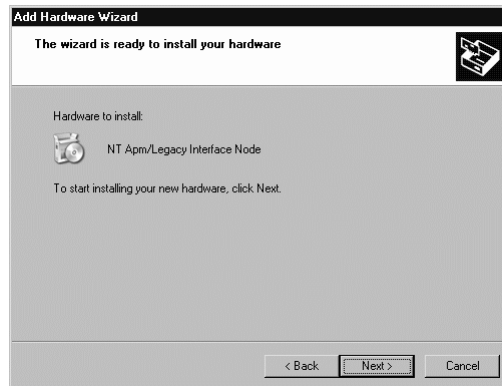 Add Hardware Wizard
The wizard is ready to install your hardware
Hardware to install:
NT Apm/Legacy Interface Node
To start installing your new hardware, click Next.
< Back
Next >
Cancel